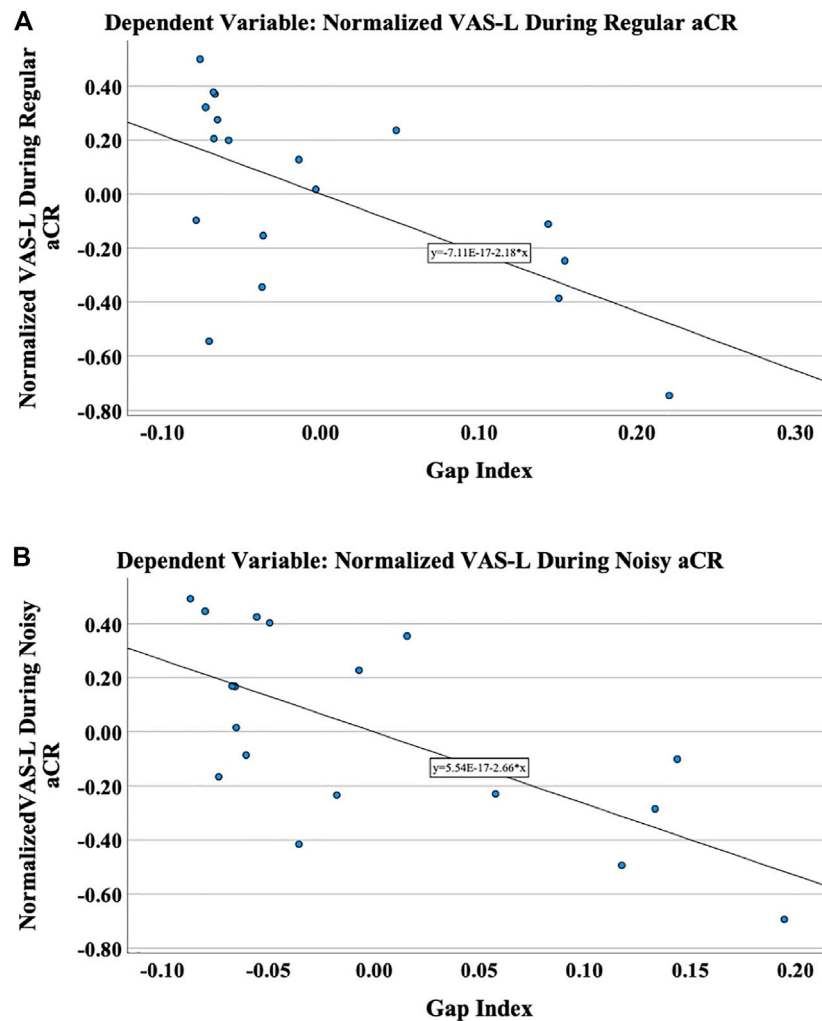 A
Dependent Variable: Normalized VAS-L During Regular aCR
Normalized VAS-L During Regular
aCR
0.40
0.20
0.00
-0.20
-0.40
-0.60
-0.80
y=-7.11E-17-2.18*x
-0.10 0.00 0.10 0.20 0.30
Gap Index
B
Dependent Variable: Normalized VAS-L During Noisy aCR
NormalizedVAS-L During Noisy
aCR
0.40
0.20
0.00
-0.20
-0.40
-0.60
-0.80
y=5.54E-17-2.66*x
-0.10 -0.05 0.00 0.05 0.10 0.15 0.20
Gap Index